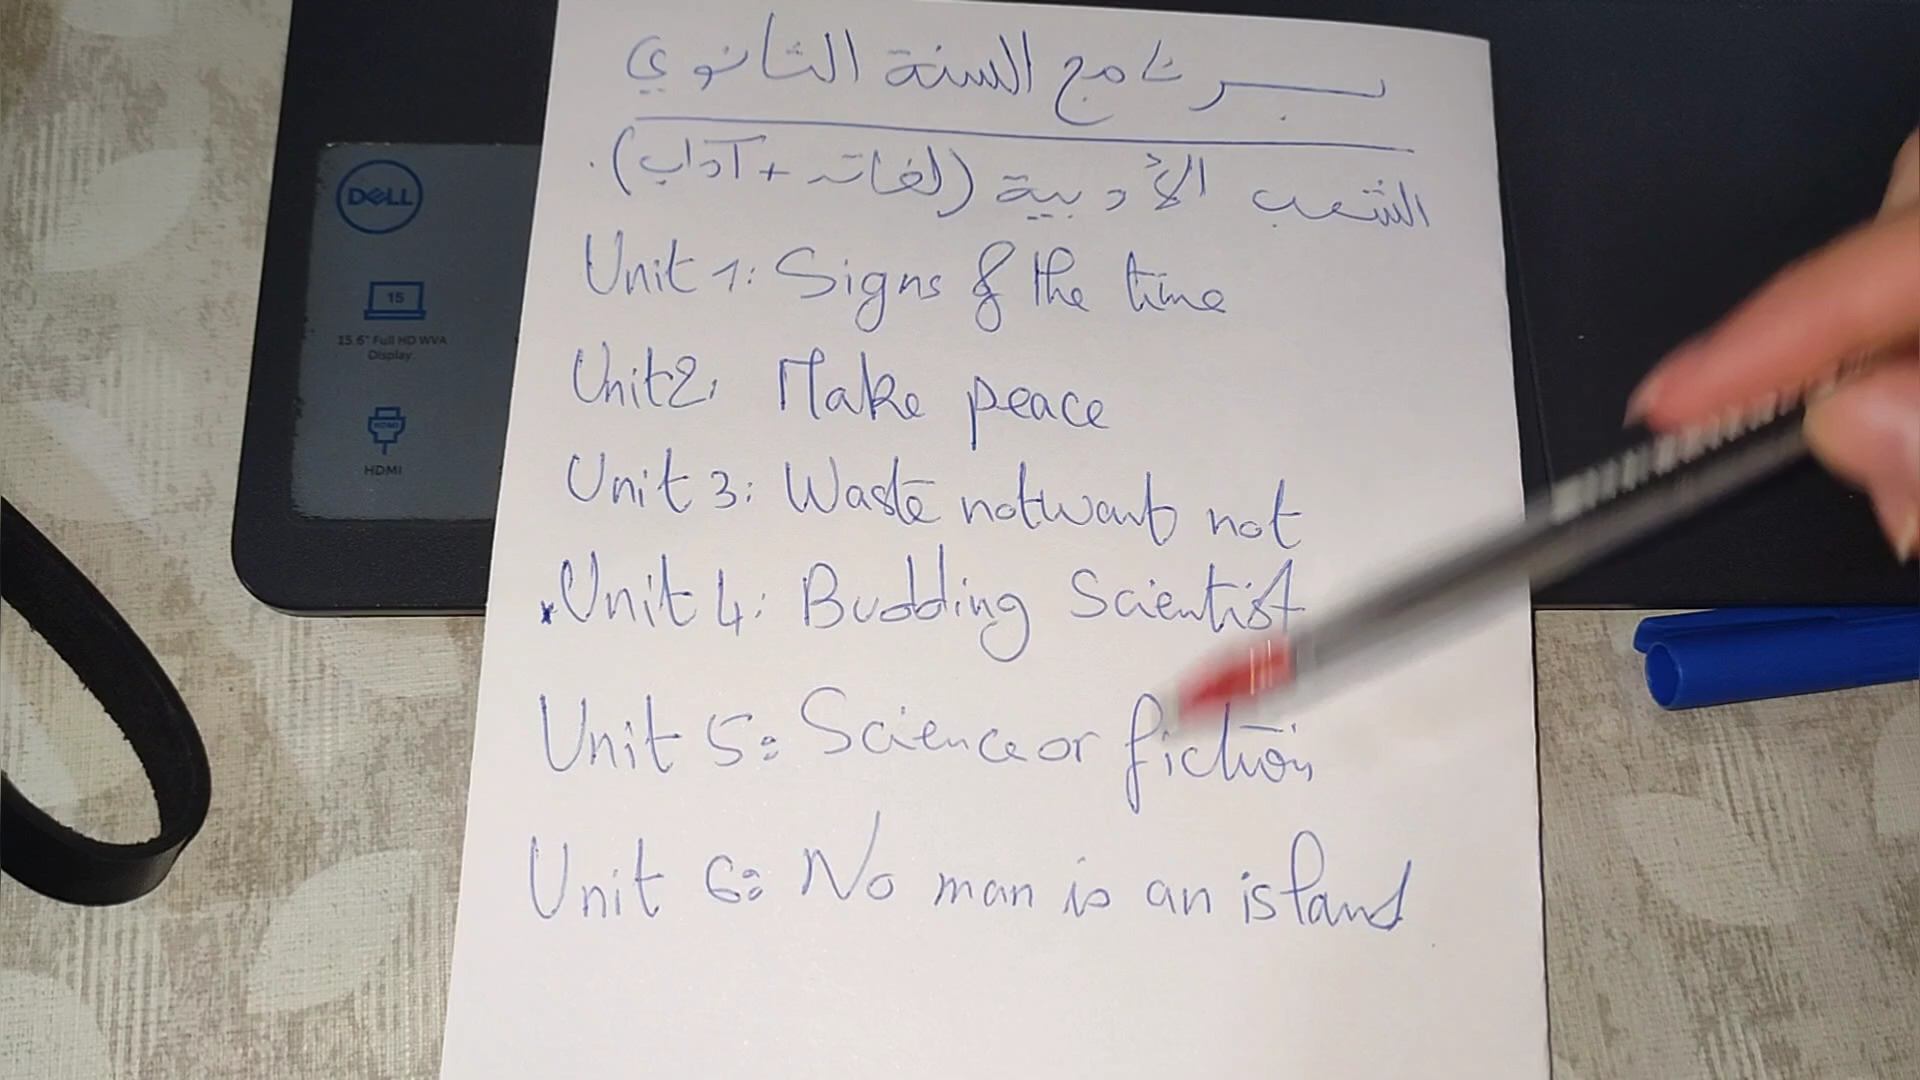 برنامج السنة الثانوي
الشعب الأدبية (لغات + آداب).
Unit 1: Signs of the time
Unit 2: Make peace
Unit 3: Waste not want not
Unit 4: Budding Scientist
Unit 5: Science or fiction
Unit 6: No man is an island
DELL
15
15.6" Full HD WVA
Display
HDMI
HDMI